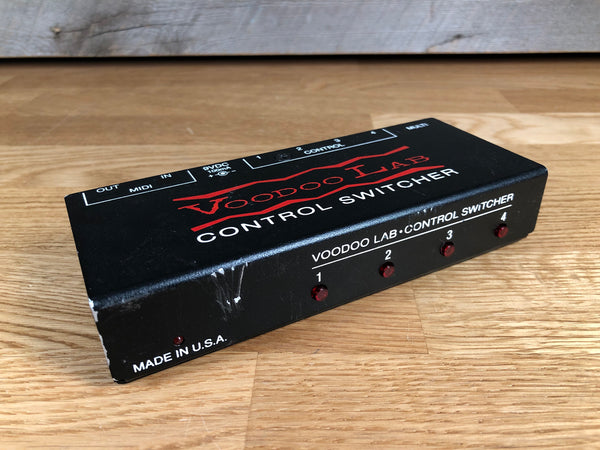 OUT MIDI IN
9VDC
100mA
+ -
1 2 3 4
CONTROL
MULTI
VOODOO LAB
CONTROL SWITCHER
VOODOO LAB·CONTROL SWITCHER
1 2 3 4
MADE IN U.S.A.